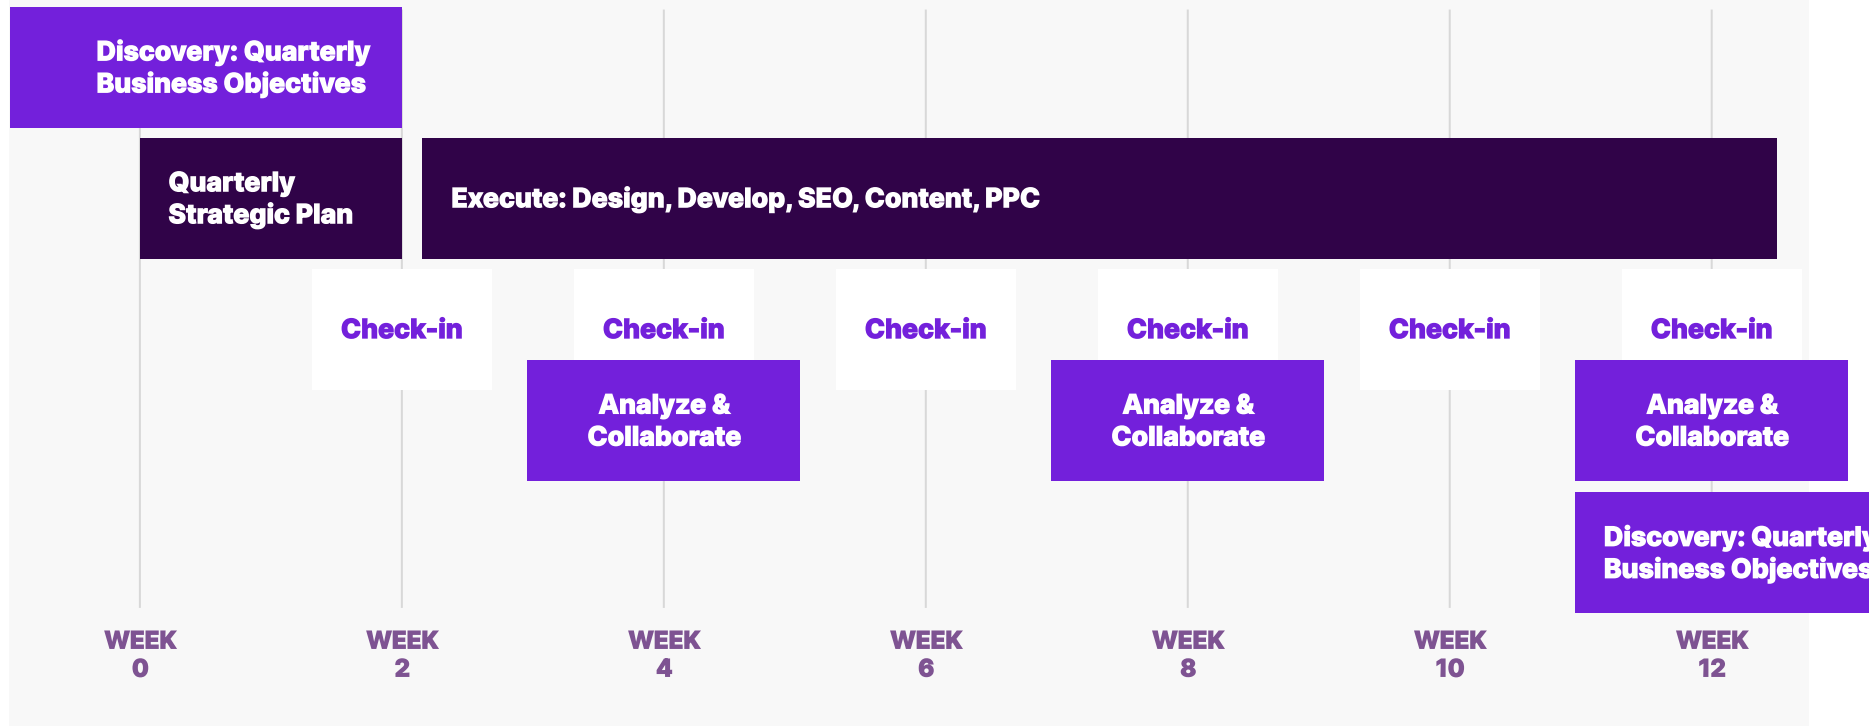 Discovery: Quarterly
Business Objectives
Quarterly
Strategic Plan
Execute: Design, Develop, SEO, Content, PPC
Check-in
Check-in
Check-in
Check-in
Check-in
Check-in
Analyze &
Collaborate
Analyze &
Collaborate
Analyze &
Collaborate
Discovery: Quarterly
Business Objectives
WEEK
0
WEEK
2
WEEK
4
WEEK
6
WEEK
8
WEEK
10
WEEK
12